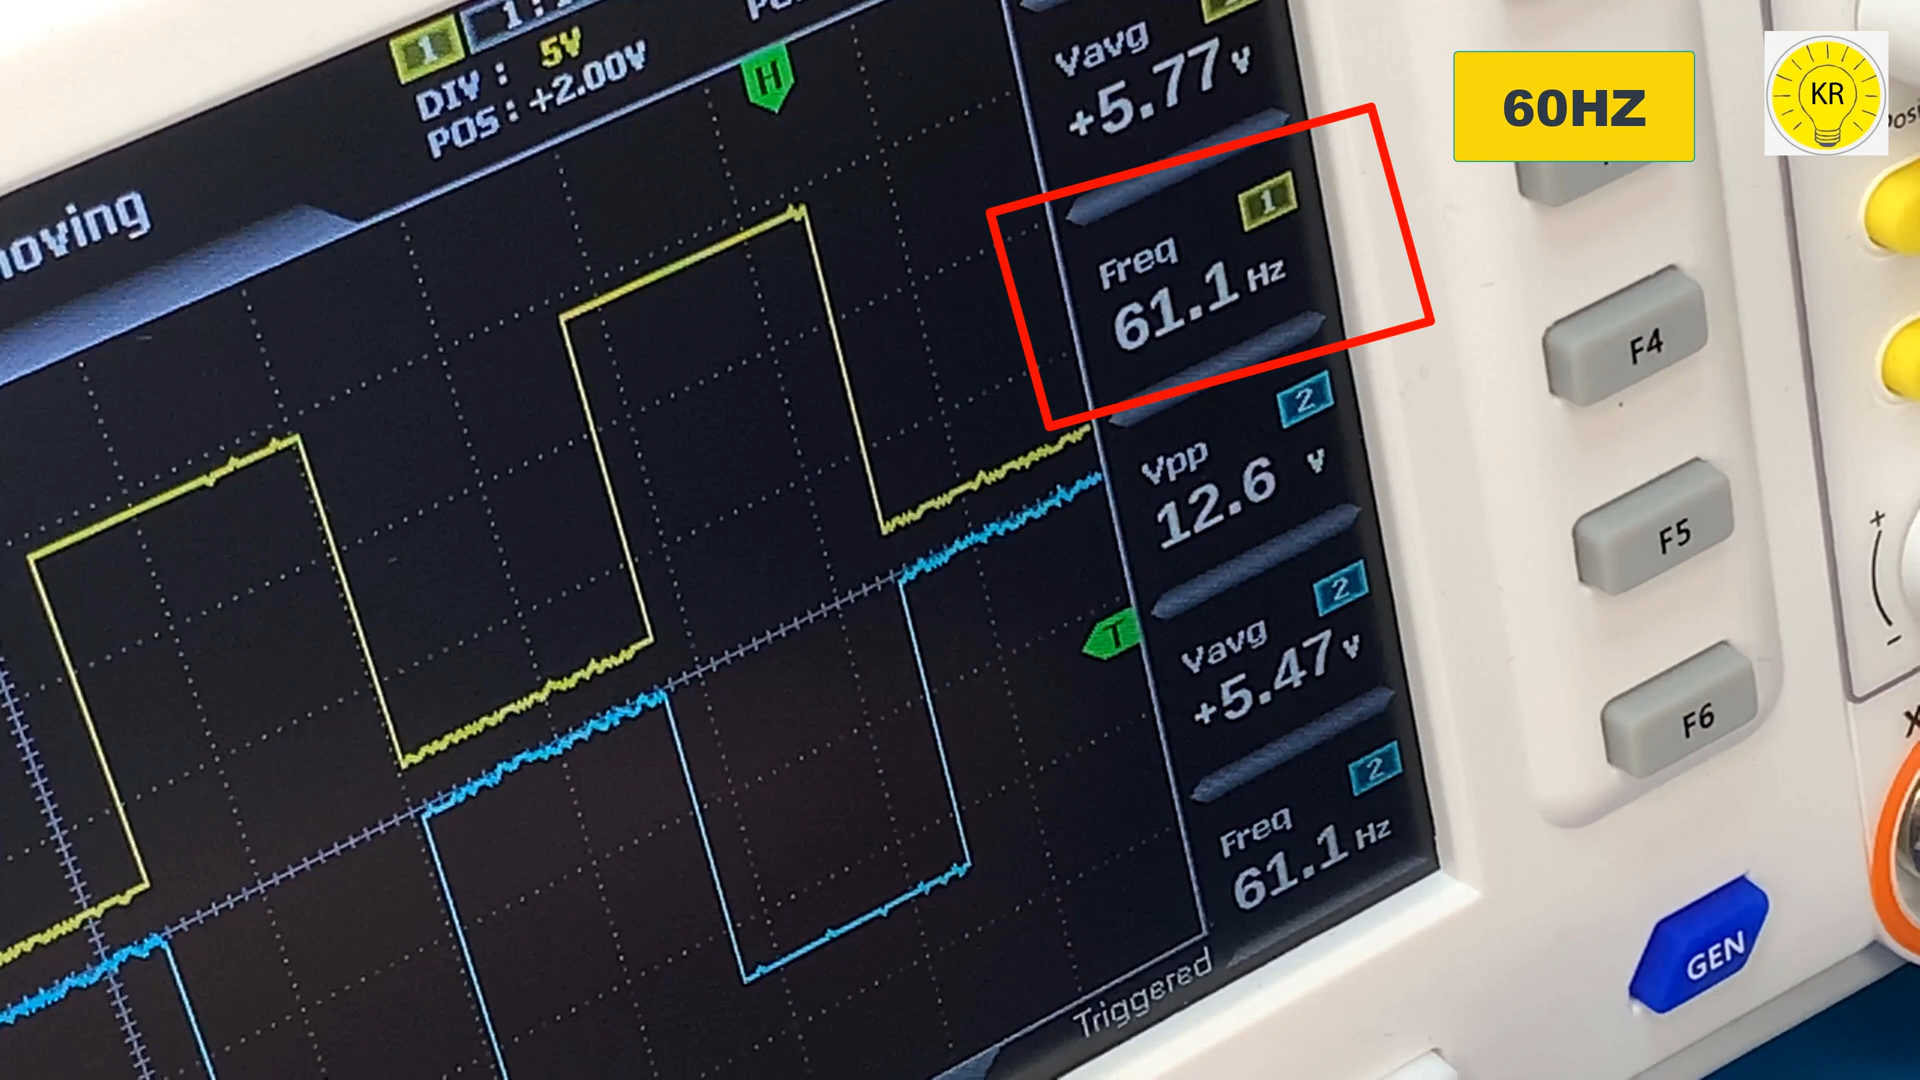 1
5V
DIV :
POS: +2.00V
H
Vavg
+5.77 V
60HZ
KR
1
Freq
61.1 Hz
2
Vpp
12.6 V
2
Vavg
+5.47 V
T
2
Freq
61.1 Hz
Triggered
F4
F5
F6
+
-
GEN